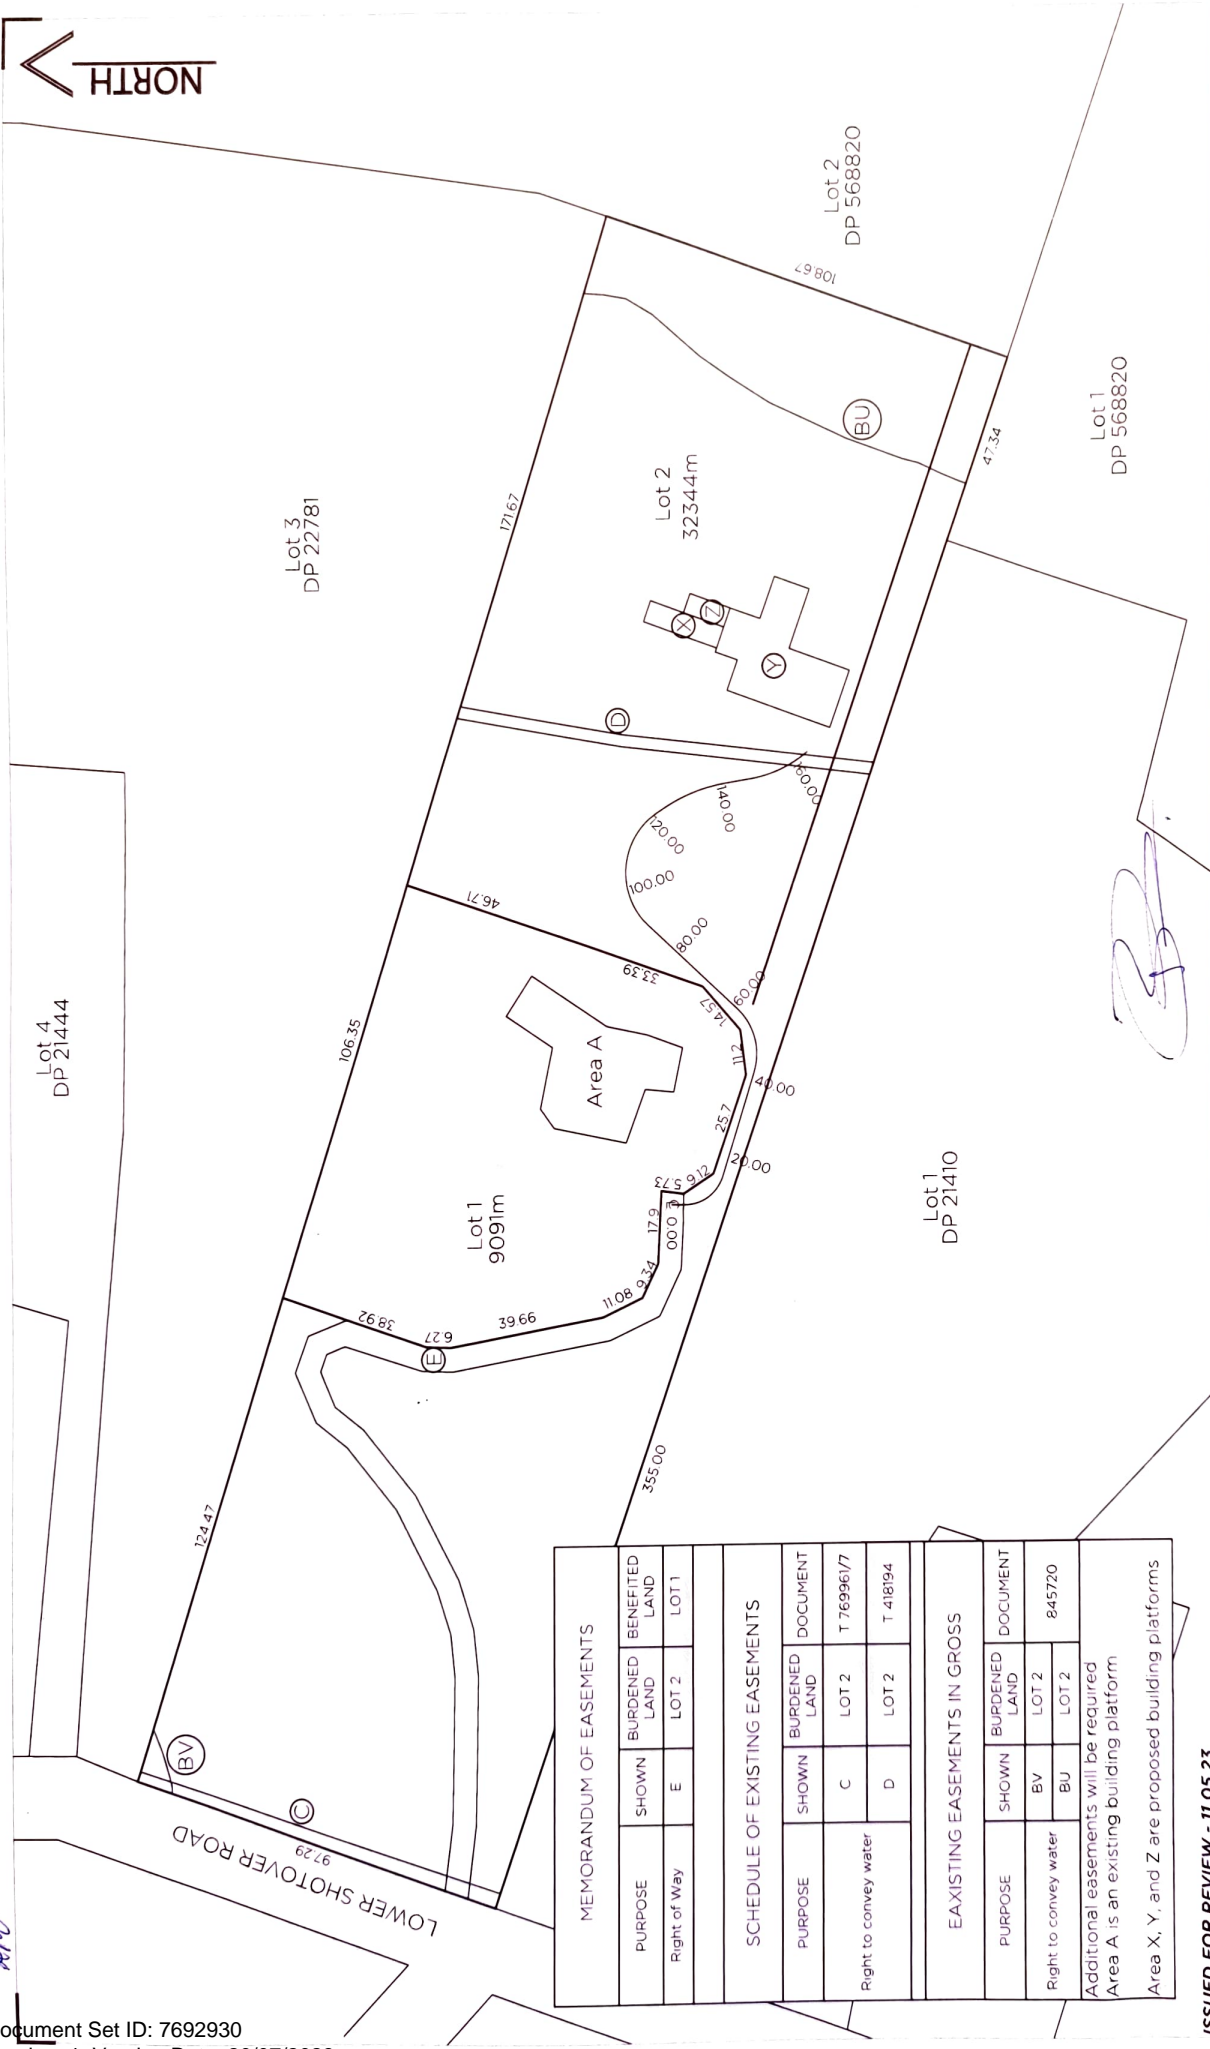 NORTH
Lot 2
DP 568820
108.67
Lot 1
DP 568820
47.34
Lot 3
DP 22781
171.67
Lot 2
32344m
BU
X
Z
Y
D
160.00
140.00
120.00
100.00
80.00
60.00
40.00
20.00
0.00
46.71
33.39
14.57
11.2
25.7
9.12
5.73
17.9
9.34
11.08
39.66
6.27
38.92
E
Area A
Lot 1
9091m
106.35
Lot 4
DP 21444
Lot 1
DP 21410
355.00
124.47
BV
C
97.29
LOWER SHOTOVER ROAD
MEMORANDUM OF EASEMENTS
PURPOSE SHOWN BURDENED LAND BENEFITED LAND
Right of Way E LOT 2 LOT 1
SCHEDULE OF EXISTING EASEMENTS
PURPOSE SHOWN BURDENED LAND DOCUMENT
Right to convey water C LOT 2 T 769961/7
D LOT 2 T 418194
EAXISTING EASEMENTS IN GROSS
PURPOSE SHOWN BURDENED LAND DOCUMENT
Right to convey water BV LOT 2 845720
BU LOT 2
Additional easements will be required
Area A is an existing building platform
Area X, Y, and Z are proposed building platforms
ISSUED FOR REVIEW - 11.05.23
ocument Set ID: 7692930